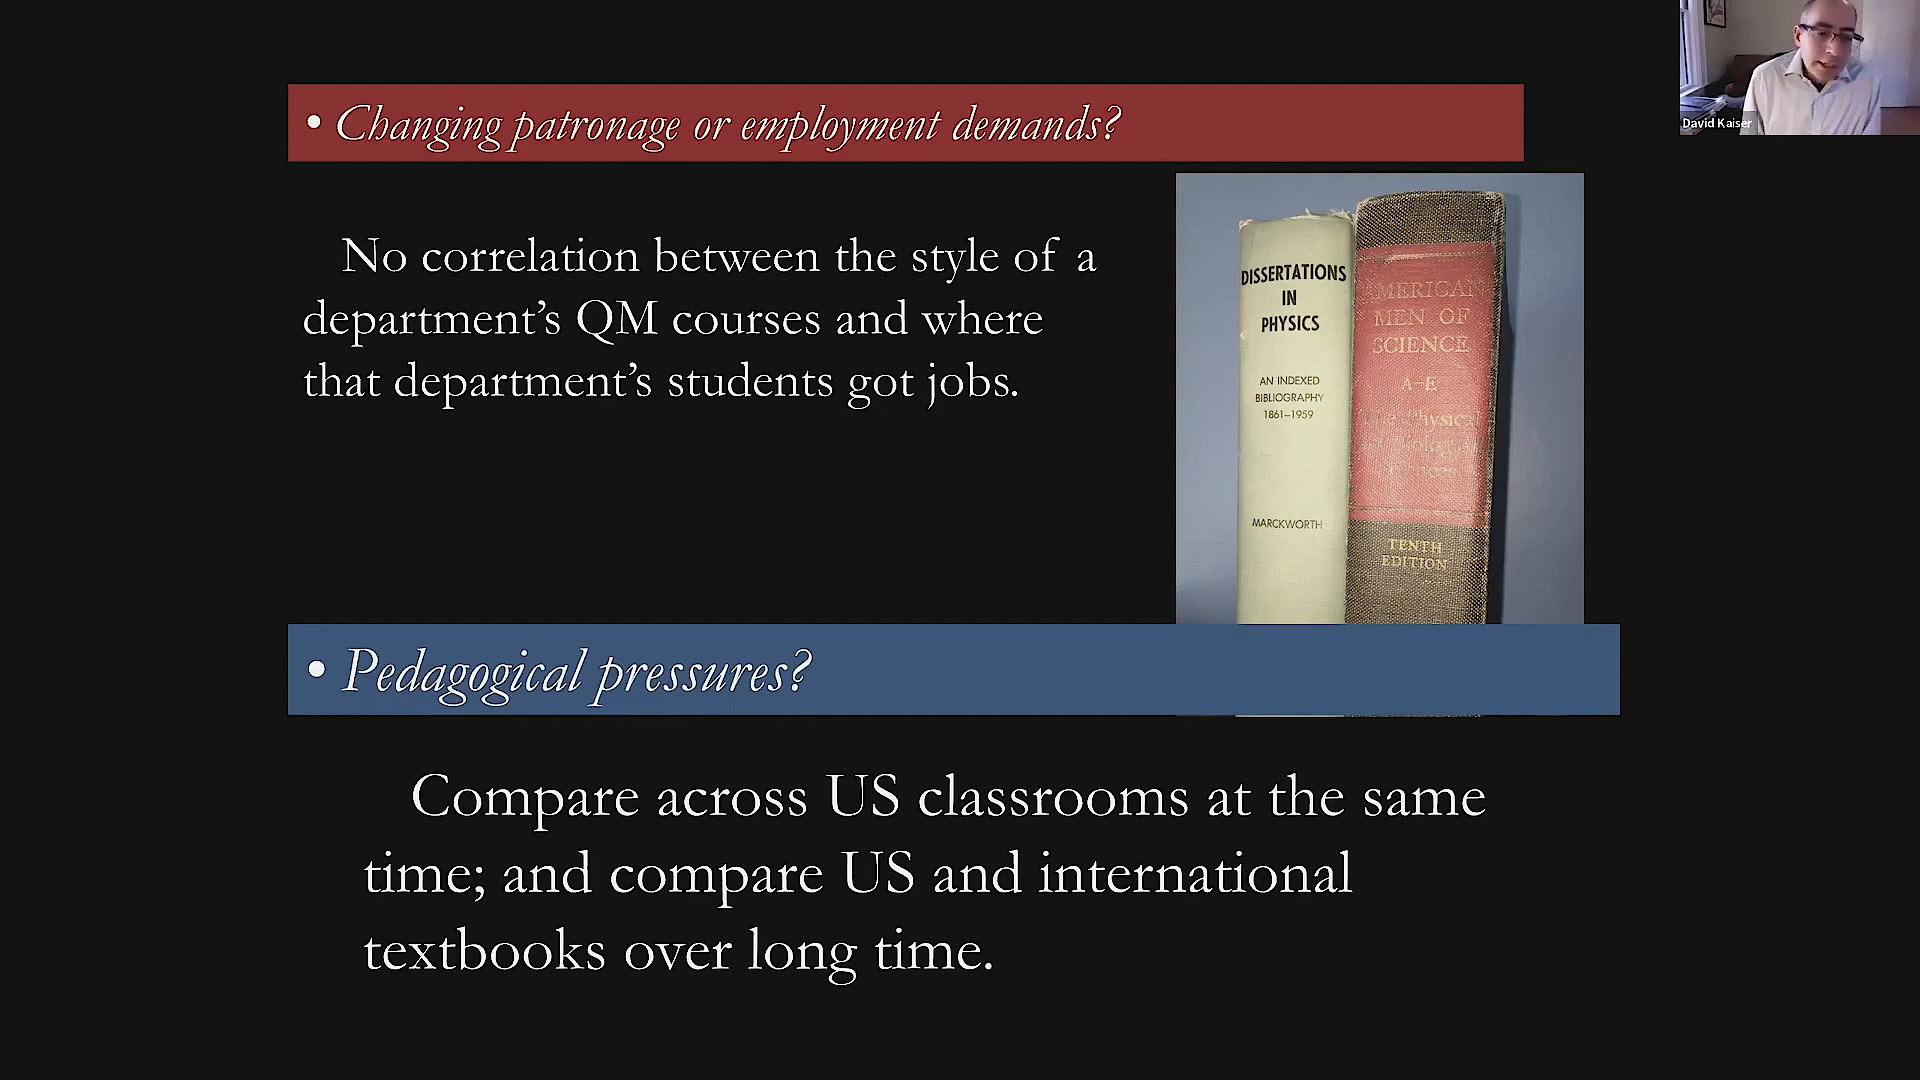 • Changing patronage or employment demands?
David Kaiser
No correlation between the style of a
department’s QM courses and where
that department’s students got jobs.
DISSERTATIONS
IN
PHYSICS
AN INDEXED
BIBLIOGRAPHY
1861–1959
MARCKWORTH
AMERICAN
MEN OF
SCIENCE
A–E
The Physical
TENTH
EDITION
• Pedagogical pressures?
Compare across US classrooms at the same
time; and compare US and international
textbooks over long time.